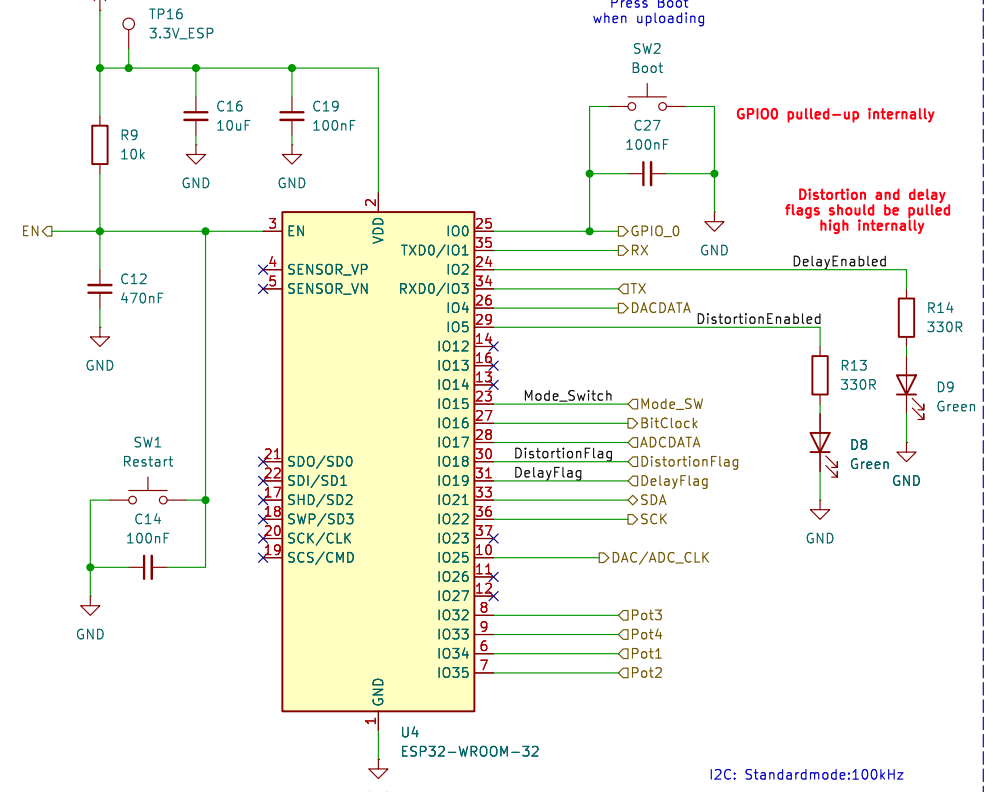 Press Boot
when uploading
TP16
3.3V_ESP
SW2
Boot
C16
10uF
C19
100nF
C27
100nF
GPIO0 pulled-up internally
R9
10k
GND
GND
Distortion and delay
flags should be pulled
high internally
GND
EN
3
EN
2
VDD
IO0
25
GPIO_0
TXD0/IO1
35
RX
4
SENSOR_VP
IO2
24
DelayEnabled
5
SENSOR_VN
RXD0/IO3
34
TX
C12
470nF
IO4
26
DACDATA
R14
330R
IO5
29
DistortionEnabled
GND
IO12
14
IO13
16
R13
330R
IO14
13
D9
Green
IO15
23
Mode_Switch
Mode_SW
IO16
27
BitClock
IO17
28
ADCDATA
SW1
Restart
D8
Green
21
SDO/SD0
IO18
30
DistortionFlag
DistortionFlag
22
SDI/SD1
IO19
31
DelayFlag
DelayFlag
GND
17
SHD/SD2
IO21
33
SDA
18
SWP/SD3
IO22
36
SCK
C14
100nF
20
SCK/CLK
IO23
37
GND
19
SCS/CMD
IO25
10
DAC/ADC_CLK
IO26
11
IO27
12
IO32
8
Pot3
GND
IO33
9
Pot4
IO34
6
Pot1
IO35
7
Pot2
GND
1
U4
ESP32-WROOM-32
I2C: Standardmode:100kHz